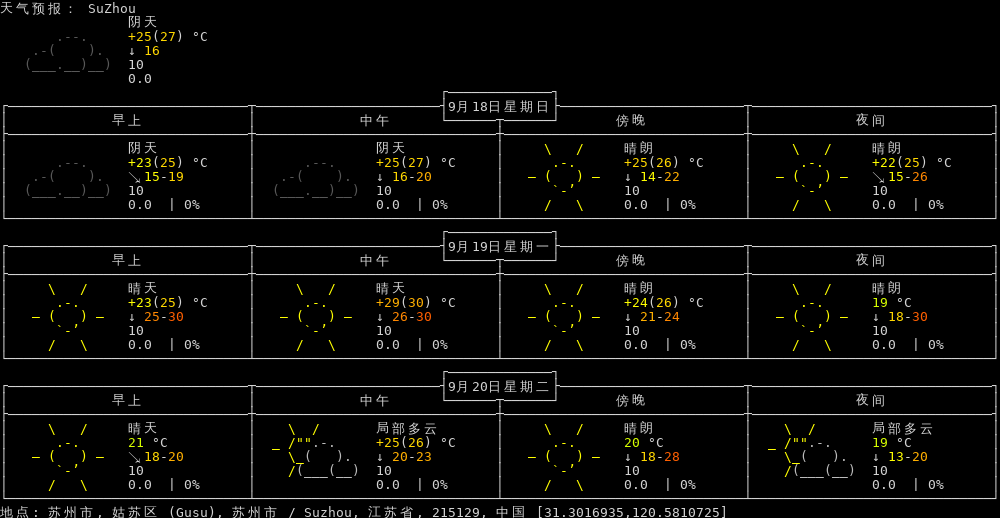 天气预报: SuZhou
阴天
+25(27) °C
↓ 16
10
0.0
9月18日星期日
早上 中午 傍晚 夜间
阴天 阴天 晴朗 晴朗
+23(25) °C +25(27) °C +25(26) °C +22(25) °C
↘ 15-19 ↓ 16-20 ↓ 14-22 ↘ 15-26
10 10 10 10
0.0 | 0% 0.0 | 0% 0.0 | 0% 0.0 | 0%
9月19日星期一
早上 中午 傍晚 夜间
晴天 晴天 晴朗 晴朗
+23(25) °C +29(30) °C +24(26) °C 19 °C
↓ 25-30 ↓ 26-30 ↓ 21-24 ↓ 18-30
10 10 10 10
0.0 | 0% 0.0 | 0% 0.0 | 0% 0.0 | 0%
9月20日星期二
早上 中午 傍晚 夜间
晴天 局部多云 晴朗 局部多云
21 °C +25(26) °C 20 °C 19 °C
↘ 18-20 ↓ 20-23 ↓ 18-28 ↓ 13-20
10 10 10 10
0.0 | 0% 0.0 | 0% 0.0 | 0% 0.0 | 0%
地点: 苏州市, 姑苏区 (Gusu), 苏州市 / Suzhou, 江苏省, 215129, 中国 [31.3016935,120.5810725]